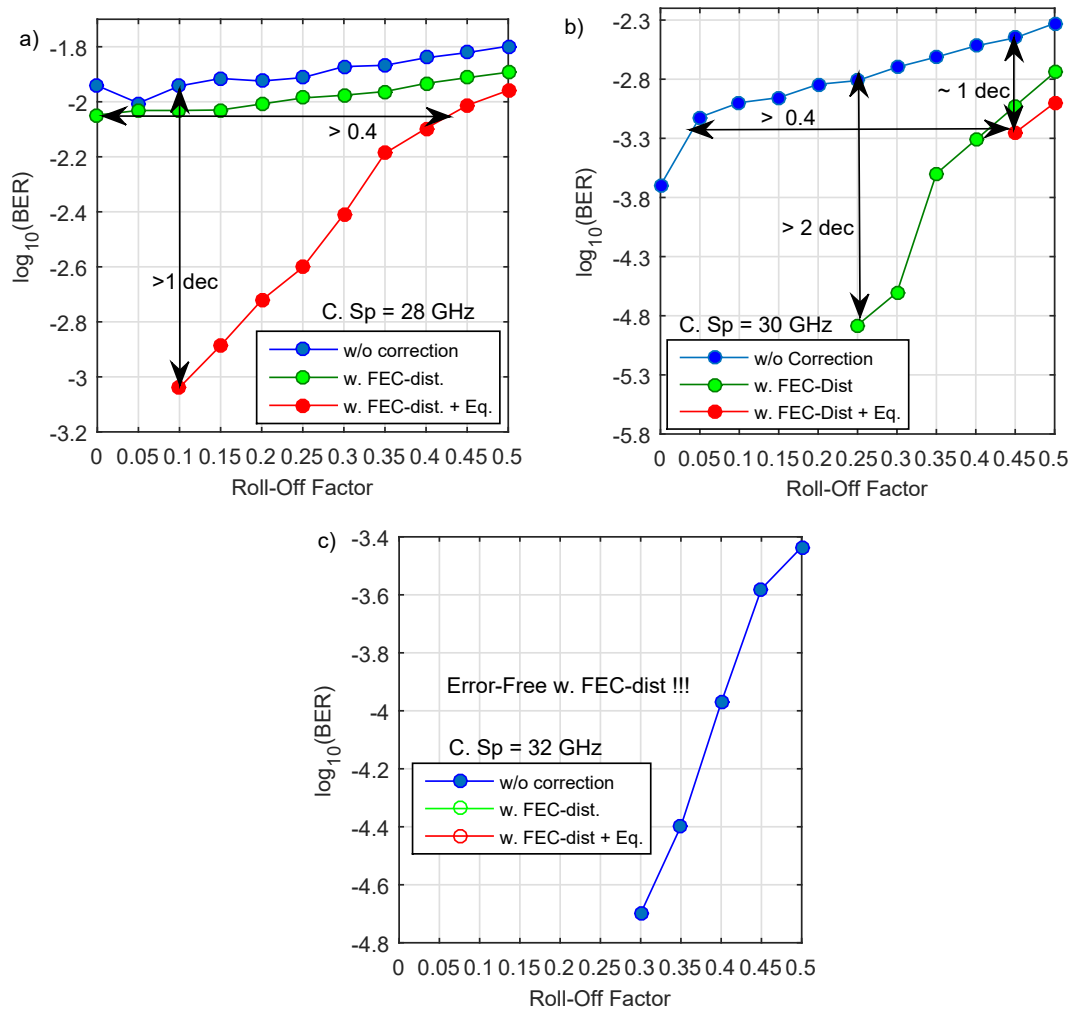 a)
-1.8
-2
-2.2
-2.4
-2.6
-2.8
-3
-3.2
log10(BER)
> 0.4
>1 dec
C. Sp = 28 GHz
w/o correction
w. FEC-dist.
w. FEC-dist. + Eq.
0 0.05 0.1 0.15 0.2 0.25 0.3 0.35 0.4 0.45 0.5
Roll-Off Factor
b)
-2.3
-2.8
-3.3
-3.8
-4.3
-4.8
-5.3
-5.8
log10(BER)
~ 1 dec
> 0.4
> 2 dec
C. Sp = 30 GHz
w/o Correction
w. FEC-Dist
w. FEC-Dist + Eq.
0 0.05 0.1 0.15 0.2 0.25 0.3 0.35 0.4 0.45 0.5
Roll-Off Factor
c)
-3.4
-3.6
-3.8
-4
-4.2
-4.4
-4.6
-4.8
log10(BER)
Error-Free w. FEC-dist !!!
C. Sp = 32 GHz
w/o correction
w. FEC-dist.
w. FEC-dist + Eq.
0 0.05 0.1 0.15 0.2 0.25 0.3 0.35 0.4 0.45 0.5
Roll-Off Factor